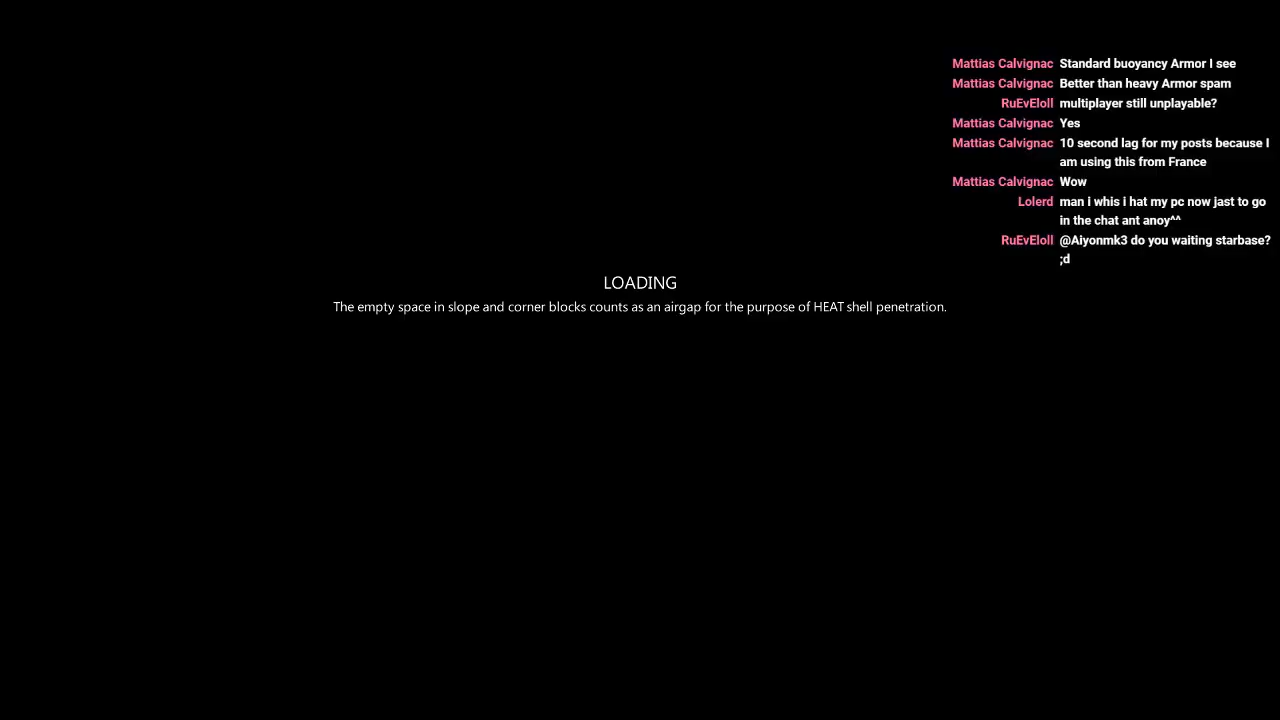 Mattias Calvignac Standard buoyancy Armor I see
Mattias Calvignac Better than heavy Armor spam
RuEvEloll multiplayer still unplayable?
Mattias Calvignac Yes
Mattias Calvignac 10 second lag for my posts because I
am using this from France
Mattias Calvignac Wow
Lolerd man i whis i hat my pc now jast to go
in the chat ant anoy^^
RuEvEloll @Aiyonmk3 do you waiting starbase?
;d
LOADING
The empty space in slope and corner blocks counts as an airgap for the purpose of HEAT shell penetration.